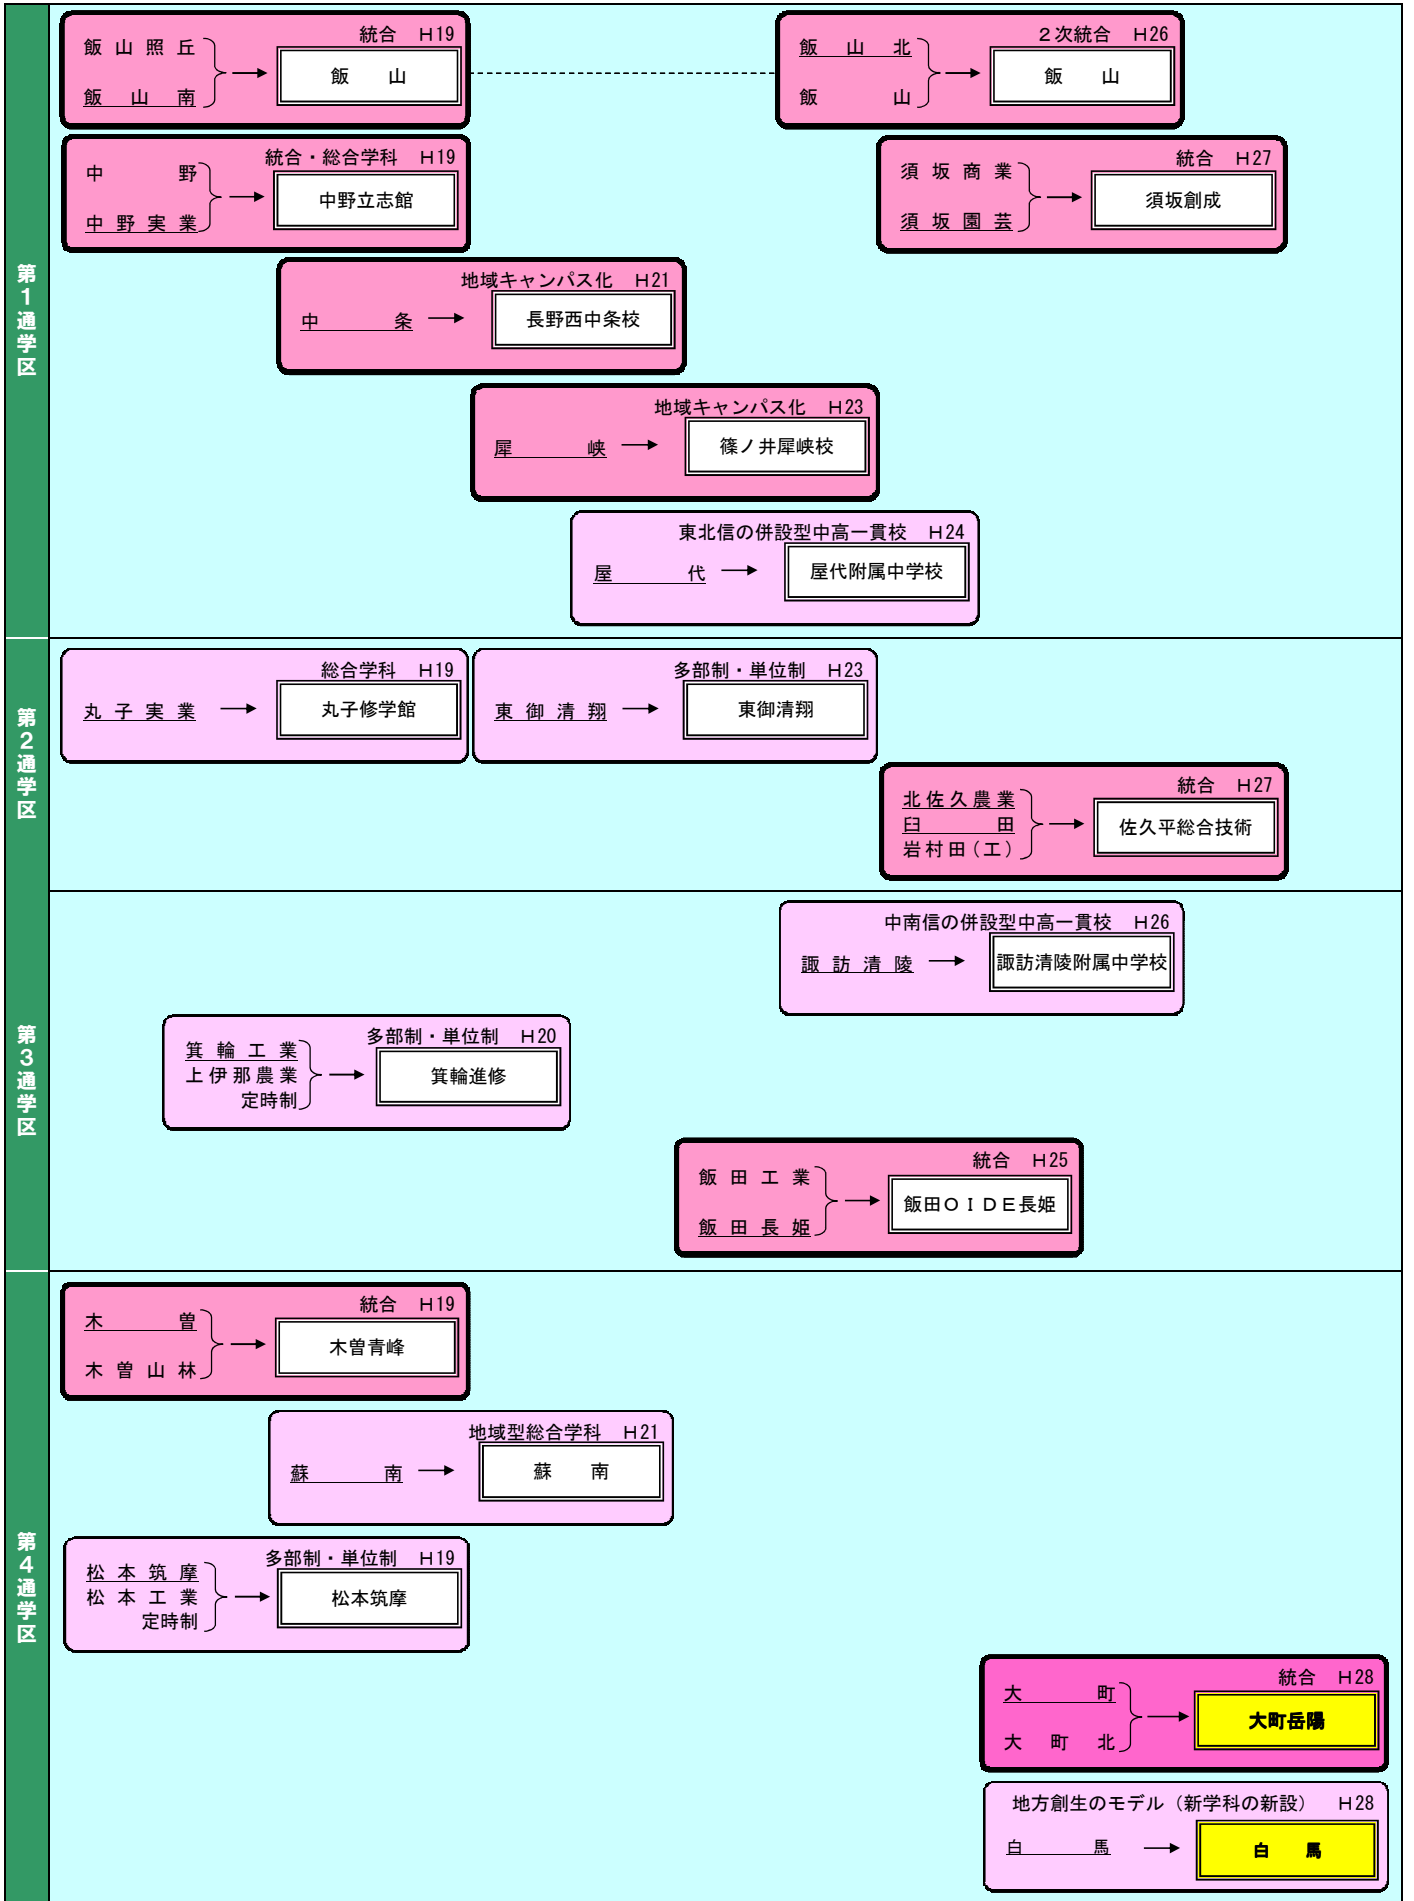 第1通学区
統合　H19
飯山照丘
飯山南
飯　山
２次統合　H26
飯山北
飯山
飯　山
統合・総合学科　H19
中野
中野実業
中野立志館
統合　H27
須坂商業
須坂園芸
須坂創成
地域キャンパス化　H21
中条
長野西中条校
地域キャンパス化　H23
犀峡
篠ノ井犀峡校
東北信の併設型中高一貫校　H24
屋代
屋代附属中学校
第2通学区
総合学科　H19
丸子実業
丸子修学館
多部制・単位制　H23
東御清翔
東御清翔
統合　H27
北佐久農業
臼田
岩村田（工）
佐久平総合技術
第3通学区
中南信の併設型中高一貫校　H26
諏訪清陵
諏訪清陵附属中学校
多部制・単位制　H20
箕輪工業
上伊那農業
定時制
箕輪進修
統合　H25
飯田工業
飯田長姫
飯田ＯＩＤＥ長姫
第4通学区
統合　H19
木曽
木曽山林
木曽青峰
地域型総合学科　H21
蘇南
蘇　南
多部制・単位制　H19
松本筑摩
松本工業
定時制
松本筑摩
統合　H28
大町
大町北
大町岳陽
地方創生のモデル（新学科の新設）　H28
白馬
白　馬